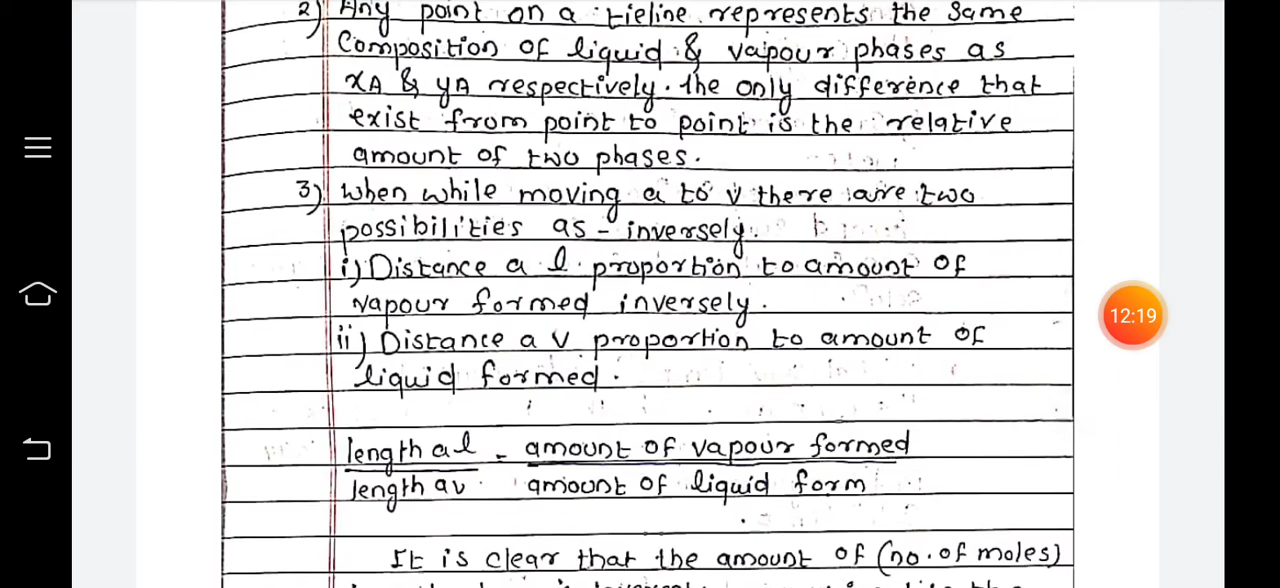 2) Any point on a tieline represents the same
Composition of liquid & vapour phases as
xA & yA respectively. the only difference that
exist from point to point is the relative
amount of two phases.
3) when while moving a to v there are two
possibilities as - inversely.
i) Distance a l. proportion to amount of
vapour formed inversely.
ii) Distance a v proportion to amount of
liquid formed.
length al = amount of vapour formed
length av amount of liquid form
It is clear that the amount of (no. of moles)
12:19